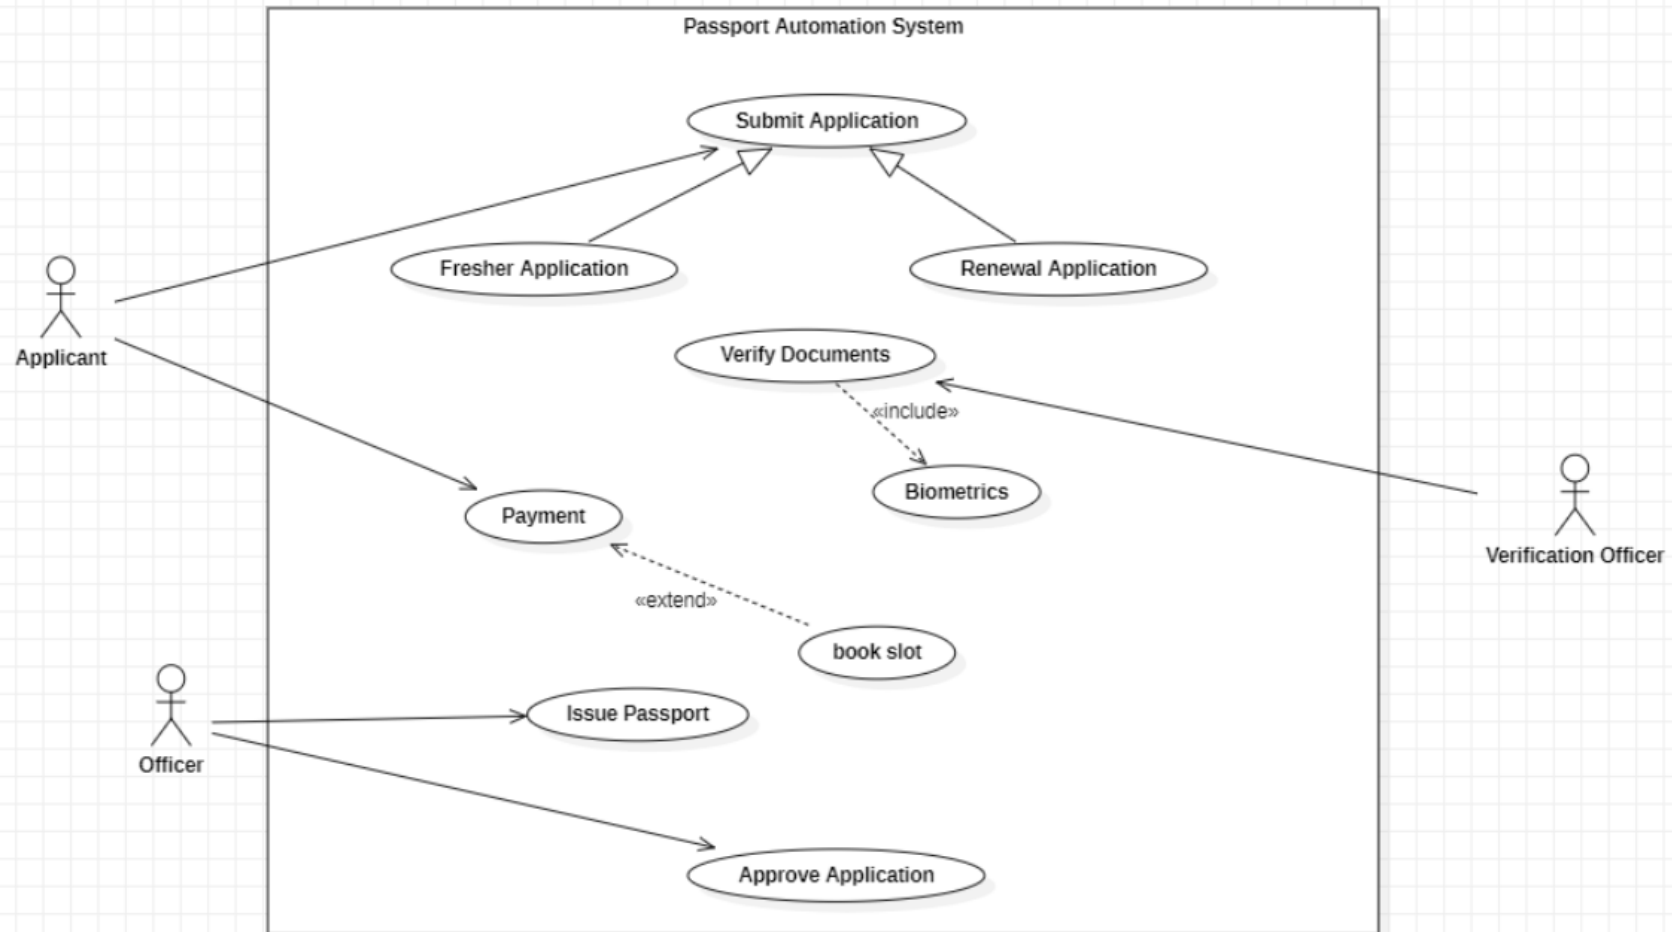 Passport Automation System
Submit Application
Fresher Application
Renewal Application
Applicant
Verify Documents
«include»
Biometrics
Payment
Verification Officer
«extend»
book slot
Issue Passport
Officer
Approve Application